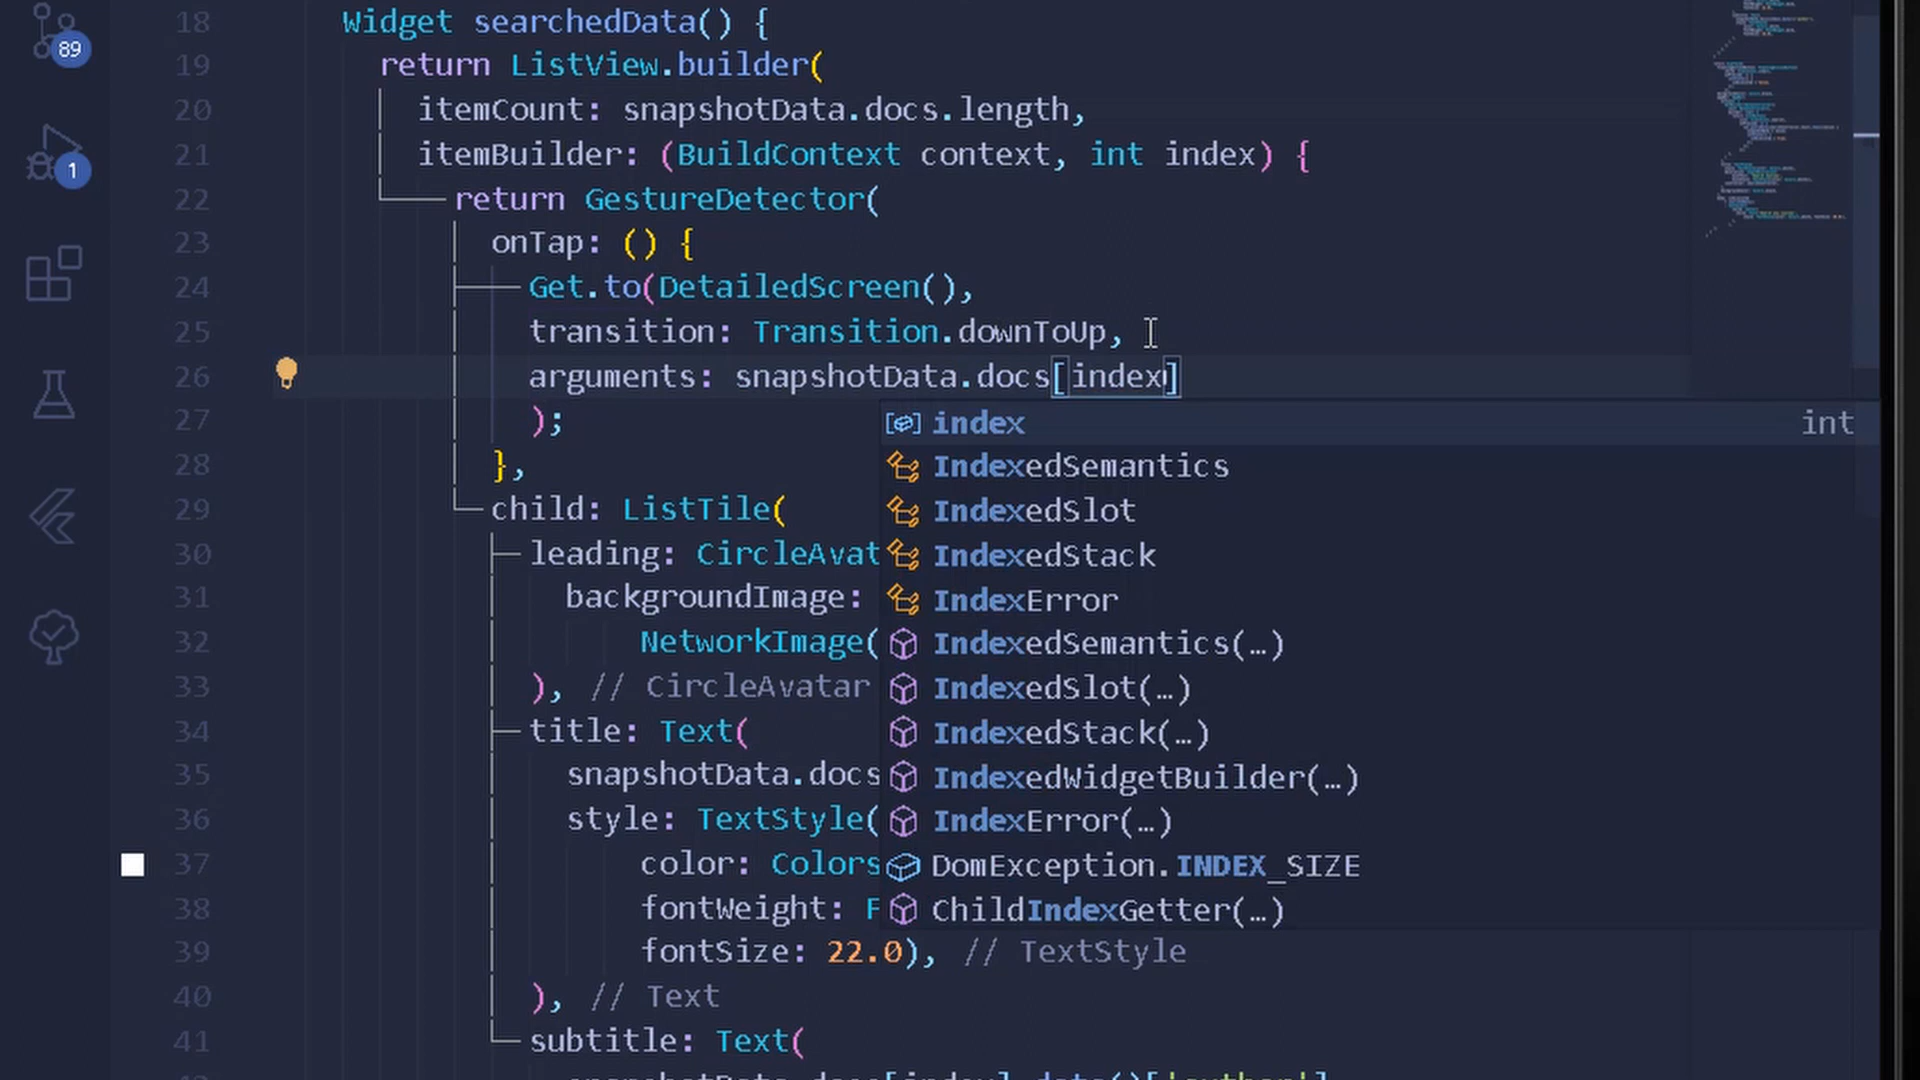 89
1
18 Widget searchedData() {
19 return ListView.builder(
20 itemCount: snapshotData.docs.length,
21 itemBuilder: (BuildContext context, int index) {
22 return GestureDetector(
23 onTap: () {
24 Get.to(DetailedScreen(),
25 transition: Transition.downToUp,
26 arguments: snapshotData.docs[index]
27 );
28 },
29 child: ListTile(
30 leading: CircleAvat
31 backgroundImage:
32 NetworkImage(
33 ), // CircleAvatar
34 title: Text(
35 snapshotData.docs
36 style: TextStyle(
37 color: Colors
38 fontWeight: F
39 fontSize: 22.0), // TextStyle
40 ), // Text
41 subtitle: Text(
index int
IndexedSemantics
IndexedSlot
IndexedStack
IndexError
IndexedSemantics(…)
IndexedSlot(…)
IndexedStack(…)
IndexedWidgetBuilder(…)
IndexError(…)
DomException.INDEX_SIZE
ChildIndexGetter(…)